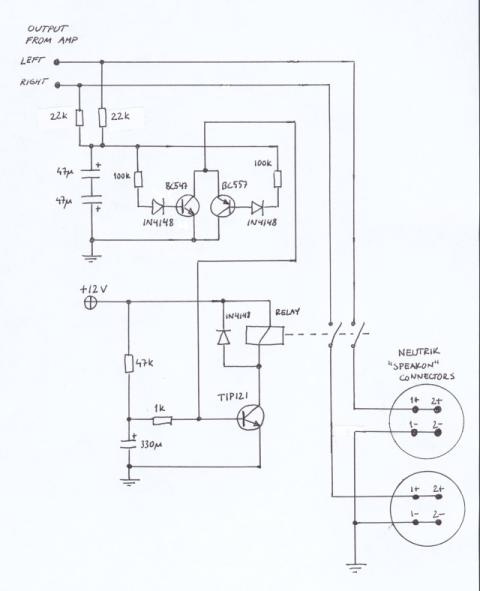 OUTPUT
FROM AMP
LEFT
RIGHT
22k
22k
47µ
+
47µ
+
100k
BC547
BC557
100k
1N4148
1N4148
+12V
1N4148
RELAY
47k
TIP121
1k
+
330µ
NEUTRIK
"SPEAKON"
CONNECTORS
1+ 2+
1- 2-
1+ 2+
1- 2-